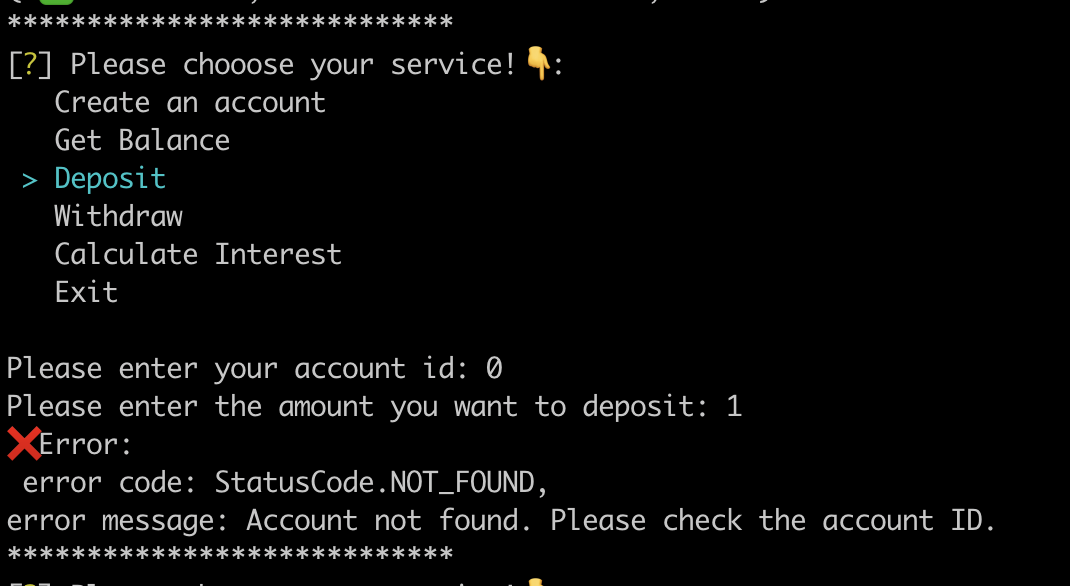 ****************************
[?] Please chooose your service!👇:
Create an account
Get Balance
> Deposit
Withdraw
Calculate Interest
Exit
Please enter your account id: 0
Please enter the amount you want to deposit: 1
❌Error:
error code: StatusCode.NOT_FOUND,
error message: Account not found. Please check the account ID.
****************************